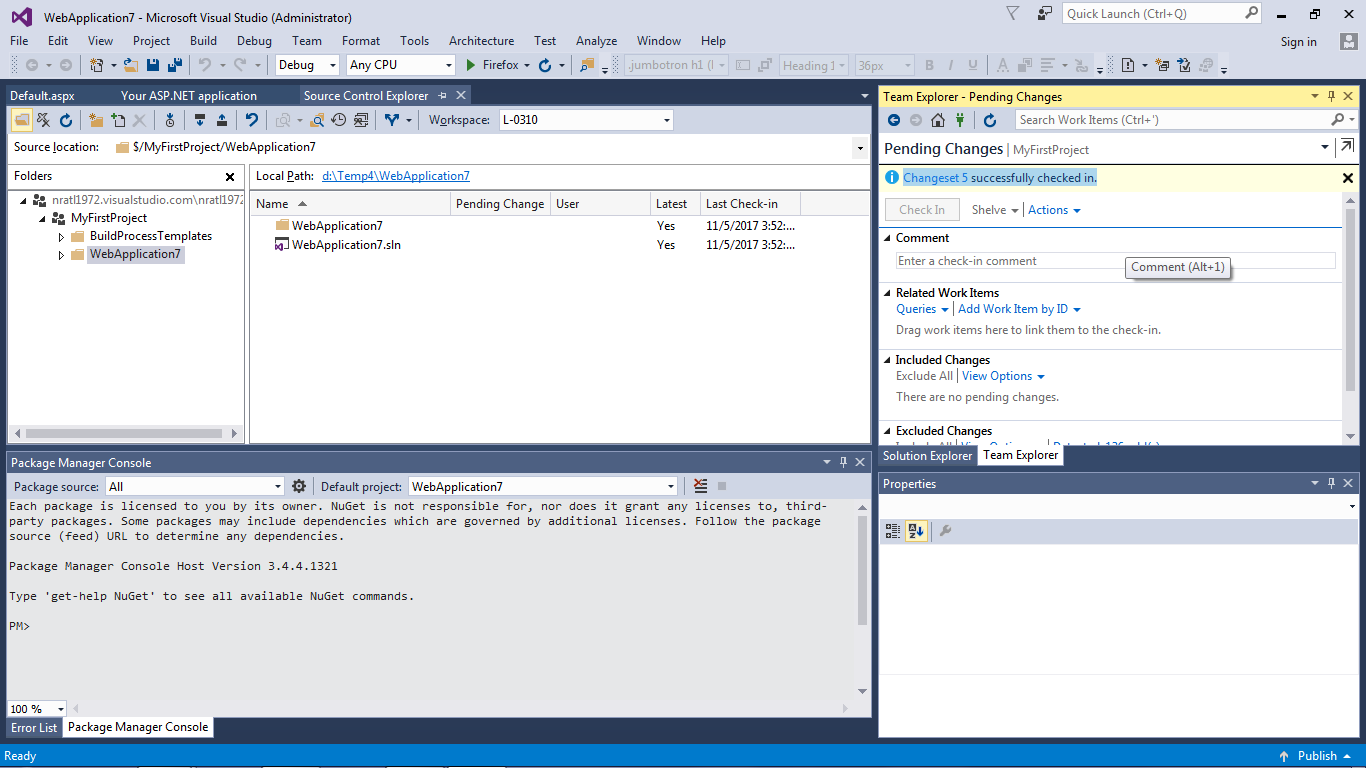 WebApplication7 - Microsoft Visual Studio (Administrator)
Quick Launch (Ctrl+Q)
File Edit View Project Build Debug Team Format Tools Architecture Test Analyze Window Help
Sign in
Debug Any CPU Firefox .jumbotron h1 (l Heading 1 36px B I U A
Default.aspx Your ASP.NET application Source Control Explorer
Workspace: L-0310
Source location: $/MyFirstProject/WebApplication7
Folders
nratl1972.visualstudio.com\nratl1972
MyFirstProject
BuildProcessTemplates
WebApplication7
Local Path: d:\Temp4\WebApplication7
Name Pending Change User Latest Last Check-in
WebApplication7 Yes 11/5/2017 3:52:...
WebApplication7.sln Yes 11/5/2017 3:52:...
Team Explorer - Pending Changes
Search Work Items (Ctrl+')
Pending Changes | MyFirstProject
Changeset 5 successfully checked in.
Check In Shelve Actions
Comment
Enter a check-in comment
Comment (Alt+1)
Related Work Items
Queries Add Work Item by ID
Drag work items here to link them to the check-in.
Included Changes
Exclude All View Options
There are no pending changes.
Excluded Changes
Solution Explorer Team Explorer
Package Manager Console
Package source: All Default project: WebApplication7
Each package is licensed to you by its owner. NuGet is not responsible for, nor does it grant any licenses to, third-
party packages. Some packages may include dependencies which are governed by additional licenses. Follow the package
source (feed) URL to determine any dependencies.
Package Manager Console Host Version 3.4.4.1321
Type 'get-help NuGet' to see all available NuGet commands.
PM>
100 %
Error List Package Manager Console
Properties
Ready
Publish